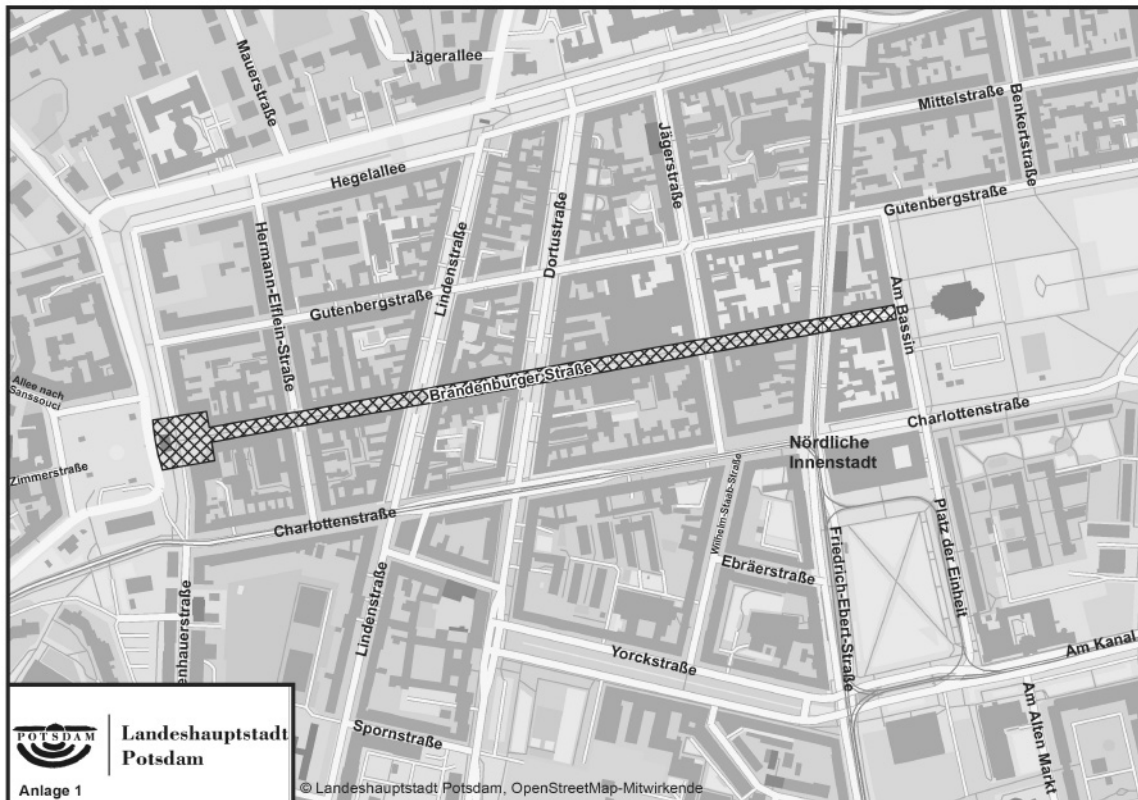 Jägerallee
Mauerstraße
Mittelstraße
Benkertstraße
Jägerstraße
Hegelallee
Gutenbergstraße
Hermann-Elflein-Straße
Lindenstraße
Dortustraße
Am Bassin
Gutenbergstraße
Brandenburger Straße
Allee nach
Sanssouci
Charlottenstraße
Nördliche
Innenstadt
Zimmerstraße
Wilhelm-Staab-Straße
Charlottenstraße
Platz der Einheit
Friedrich-Ebert-Straße
Ebräerstraße
Lindenstraße
enhauerstraße
Yorckstraße
Am Kanal
Am Alten Markt
Spornstraße
POTSDAM
Landeshauptstadt
Potsdam
Anlage 1
© Landeshauptstadt Potsdam, OpenStreetMap-Mitwirkende